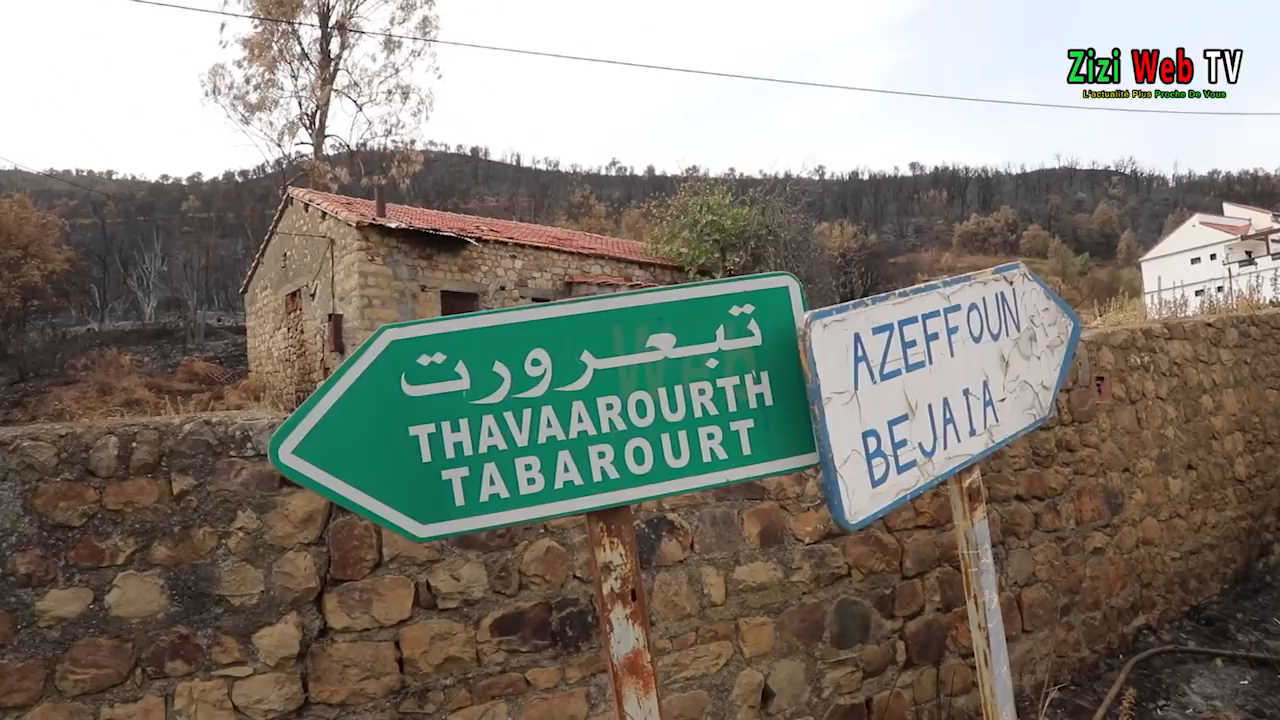 Zizi Web TV
L'actualité Plus Proche De Vous
تبعرورت
THAVAAROURTH
TABAROURT
AZEFFOUN
BEJAIA